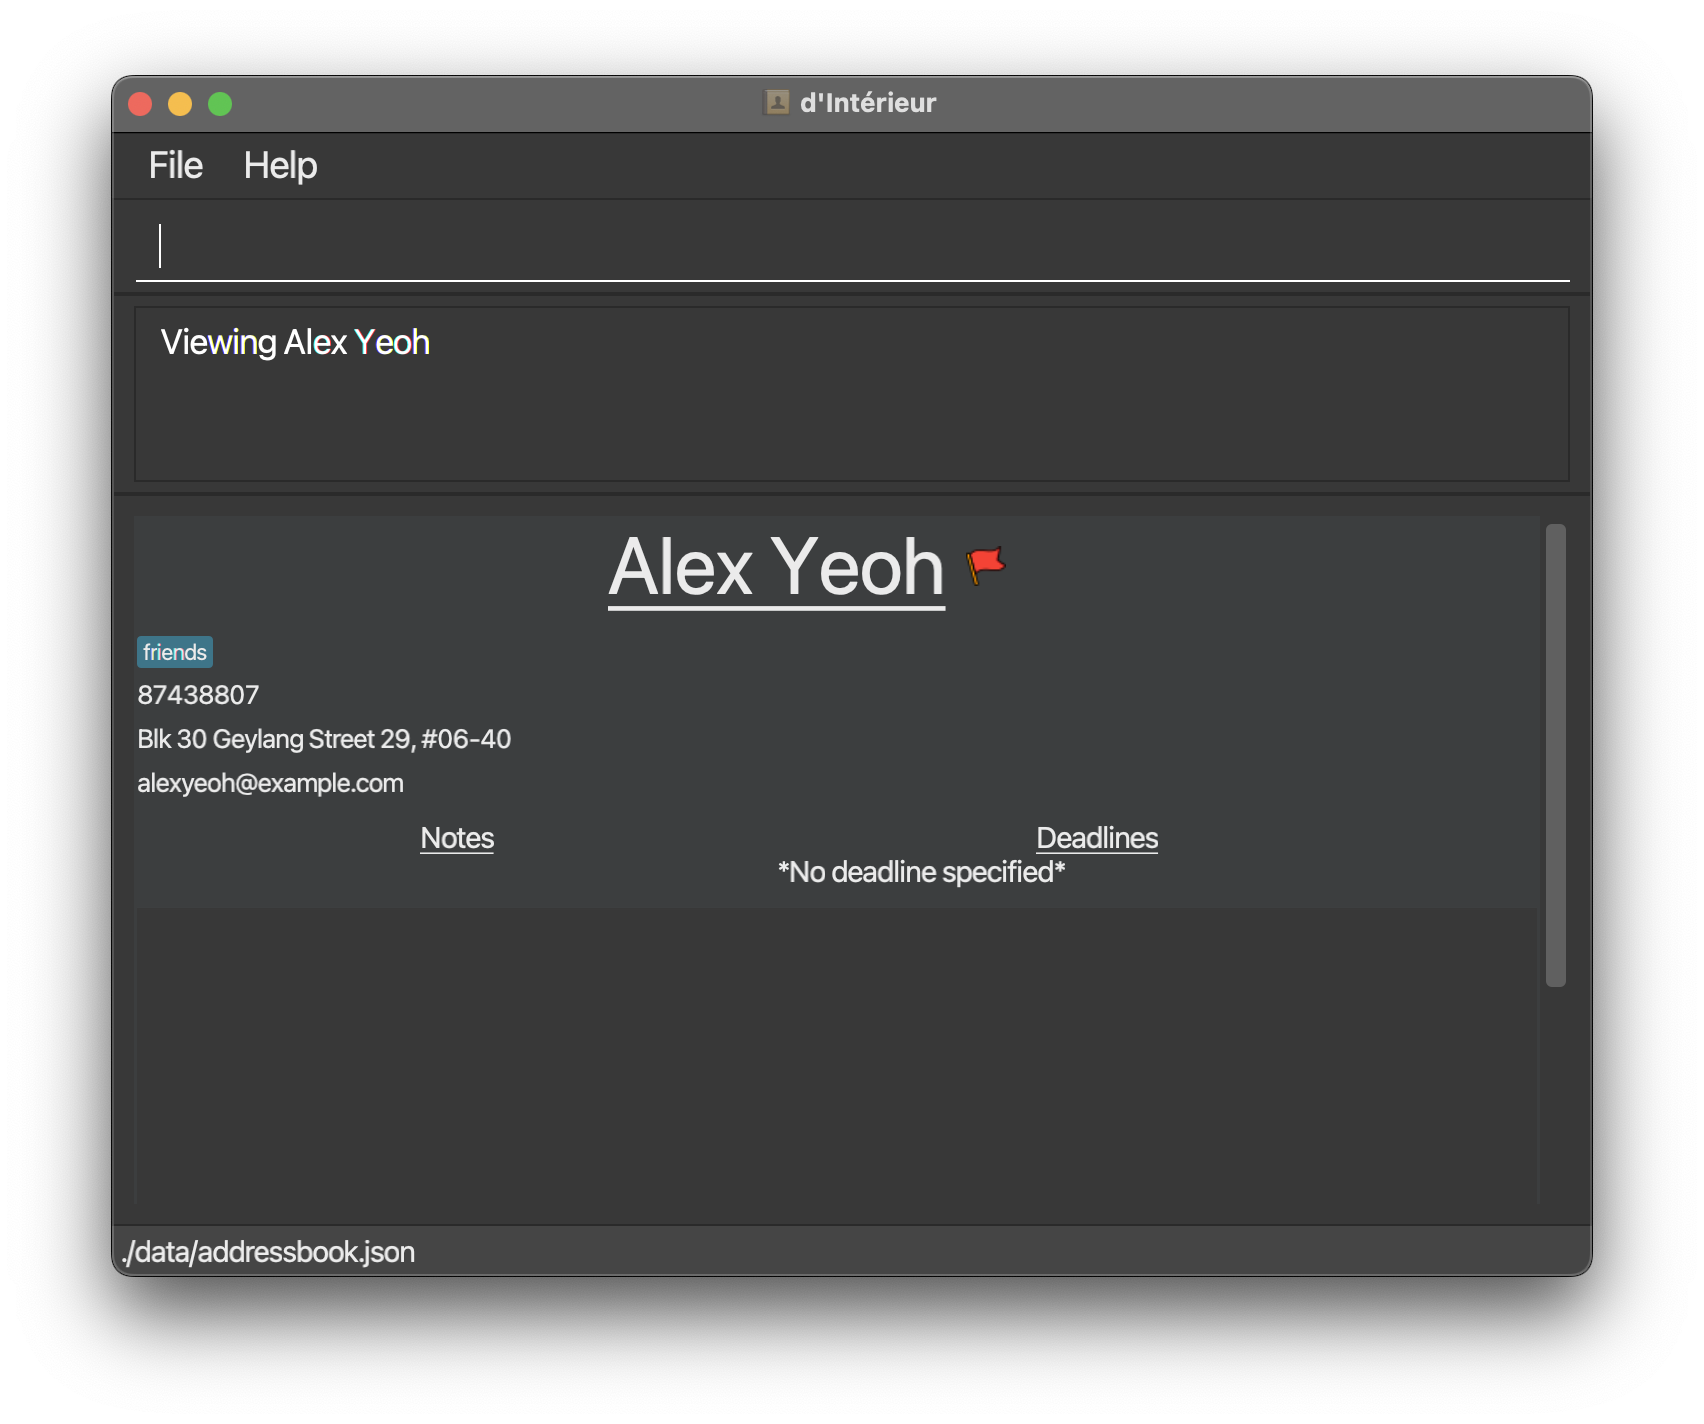 d'Intérieur
File Help
Viewing Alex Yeoh
Alex Yeoh
friends
87438807
Blk 30 Geylang Street 29, #06-40
alexyeoh@example.com
Notes Deadlines
*No deadline specified*
./data/addressbook.json